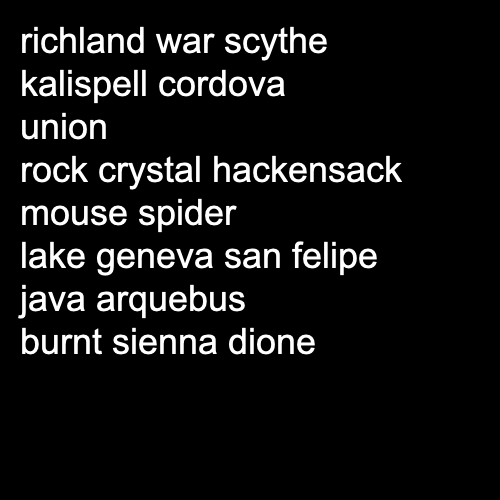 richland war scythe
kalispell cordova
union
rock crystal hackensack
mouse spider
lake geneva san felipe
java arquebus
burnt sienna dione